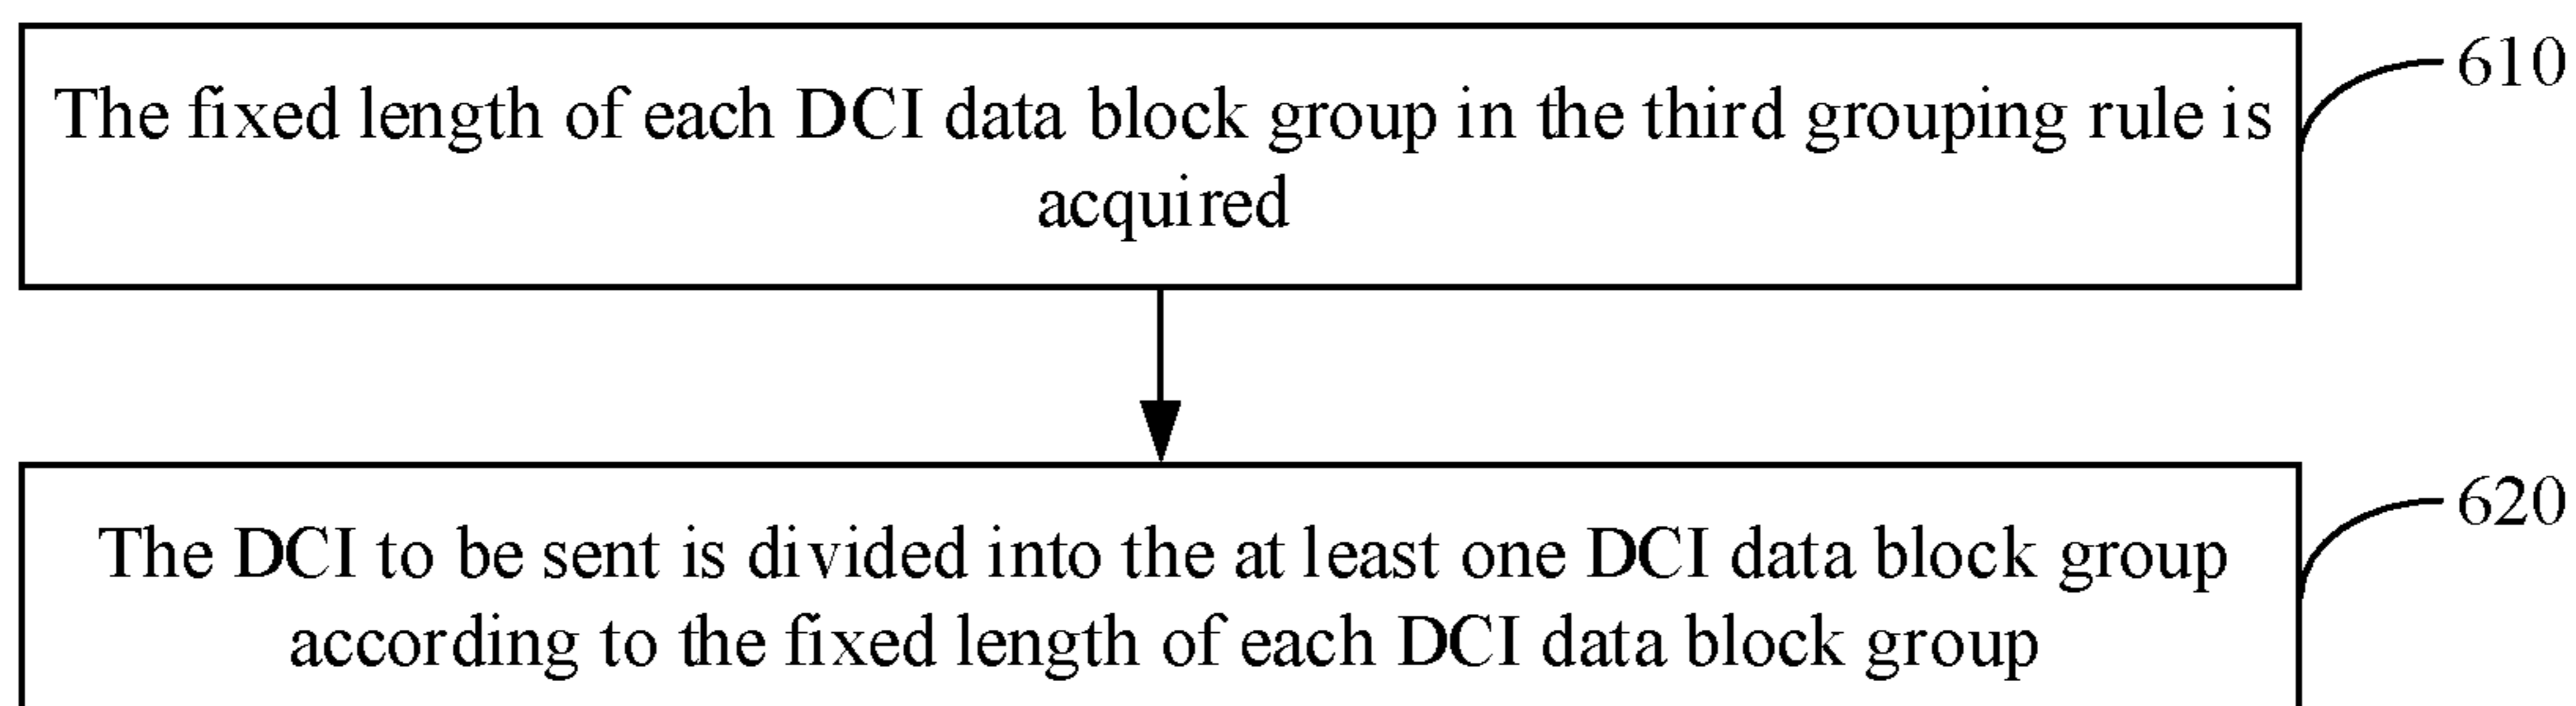 The fixed length of each DCI data block group in the third grouping rule is
acquired
610
The DCI to be sent is divided into the at least one DCI data block group
according to the fixed length of each DCI data block group
620